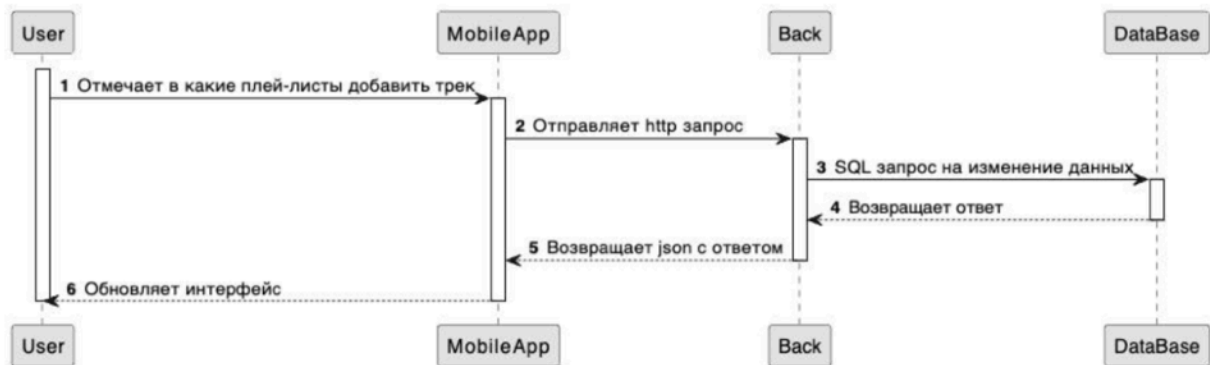 User MobileApp Back DataBase
1 Отмечает в какие плей-листы добавить трек
2 Отправляет http запрос
3 SQL запрос на изменение данных
4 Возвращает ответ
5 Возвращает json с ответом
6 Обновляет интерфейс
User MobileApp Back DataBase